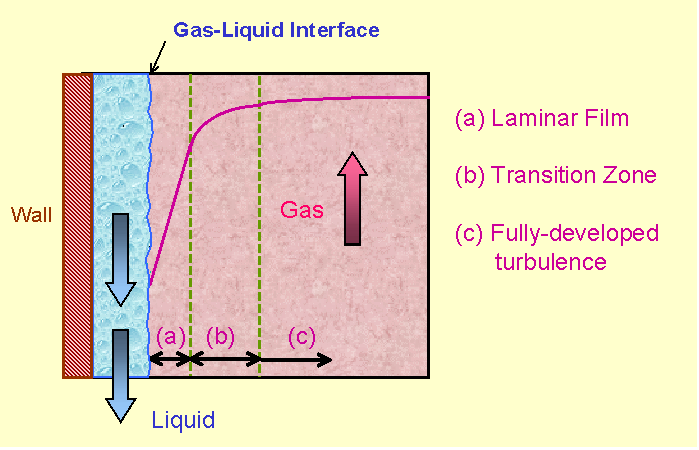 Gas-Liquid Interface
(a) Laminar Film
(b) Transition Zone
Wall
Gas
(c) Fully-developed
turbulence
(a)
(b)
(c)
Liquid